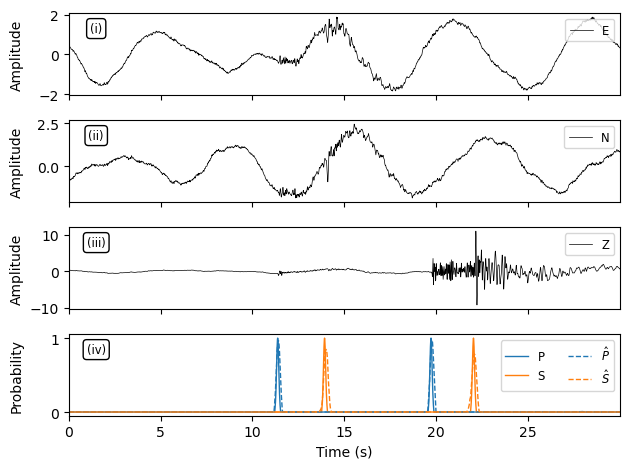 2
(i)
E
0
−2
Amplitude
2.5
(ii)
N
0.0
Amplitude
10
(iii)
Z
0
−10
Amplitude
1
(iv)
P
S
P̂
Ŝ
0
Probability
0 5 10 15 20 25
Time (s)